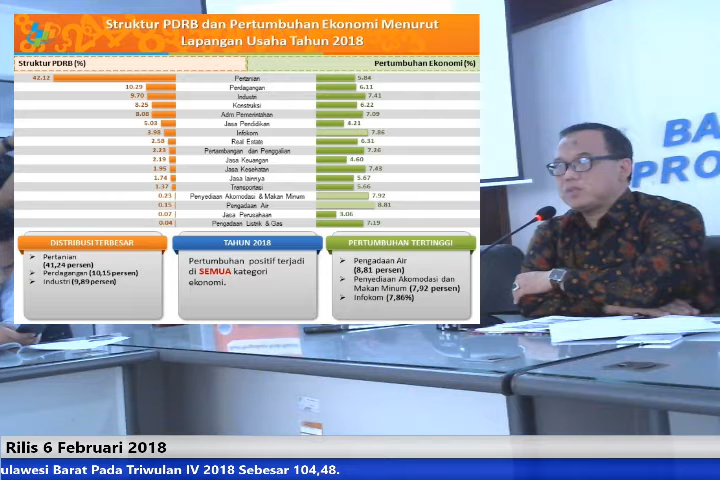 Struktur PDRB dan Pertumbuhan Ekonomi Menurut
Lapangan Usaha Tahun 2018
Struktur PDRB (%)
Pertumbuhan Ekonomi (%)
42.12 Pertanian 5.84
10.29 Perdagangan 6.11
9.70 Industri 7.41
8.25 Konstruksi 6.22
8.08 Adm Pemerintahan 7.09
5.03 Jasa Pendidikan 4.21
3.98 Infokom 7.86
2.58 Real Estate 6.31
2.23 Pertambangan dan Penggalian 7.26
2.19 Jasa Keuangan 4.60
1.95 Jasa Kesehatan 7.43
1.74 Jasa lainnya 5.67
1.37 Transportasi 5.66
0.23 Penyediaan Akomodasi & Makan Minum 7.92
0.15 Pengadaan Air 8.81
0.07 Jasa Perusahaan 3.06
0.04 Pengadaan Listrik & Gas 7.19
DISTRIBUSI TERBESAR
Pertanian
(41,24 persen)
Perdagangan (10,15 persen)
Industri (9,89 persen)
TAHUN 2018
Pertumbuhan positif terjadi
di SEMUA kategori
ekonomi.
PERTUMBUHAN TERTINGGI
Pengadaan Air
(8,81 persen)
Penyediaan Akomodasi dan
Makan Minum (7,92 persen)
Infokom (7,86%)
BA
PRO
Rilis 6 Februari 2018
ulawesi Barat Pada Triwulan IV 2018 Sebesar 104,48.